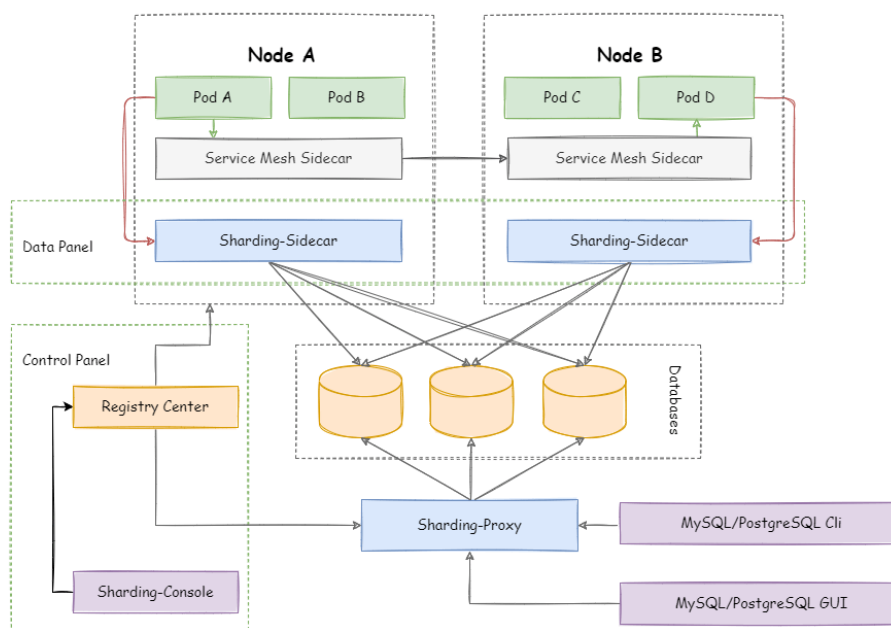 Node A
Node B
Pod A
Pod B
Pod C
Pod D
Service Mesh Sidecar
Service Mesh Sidecar
Data Panel
Sharding-Sidecar
Sharding-Sidecar
Control Panel
Registry Center
Databases
Sharding-Proxy
MySQL/PostgreSQL Cli
Sharding-Console
MySQL/PostgreSQL GUI